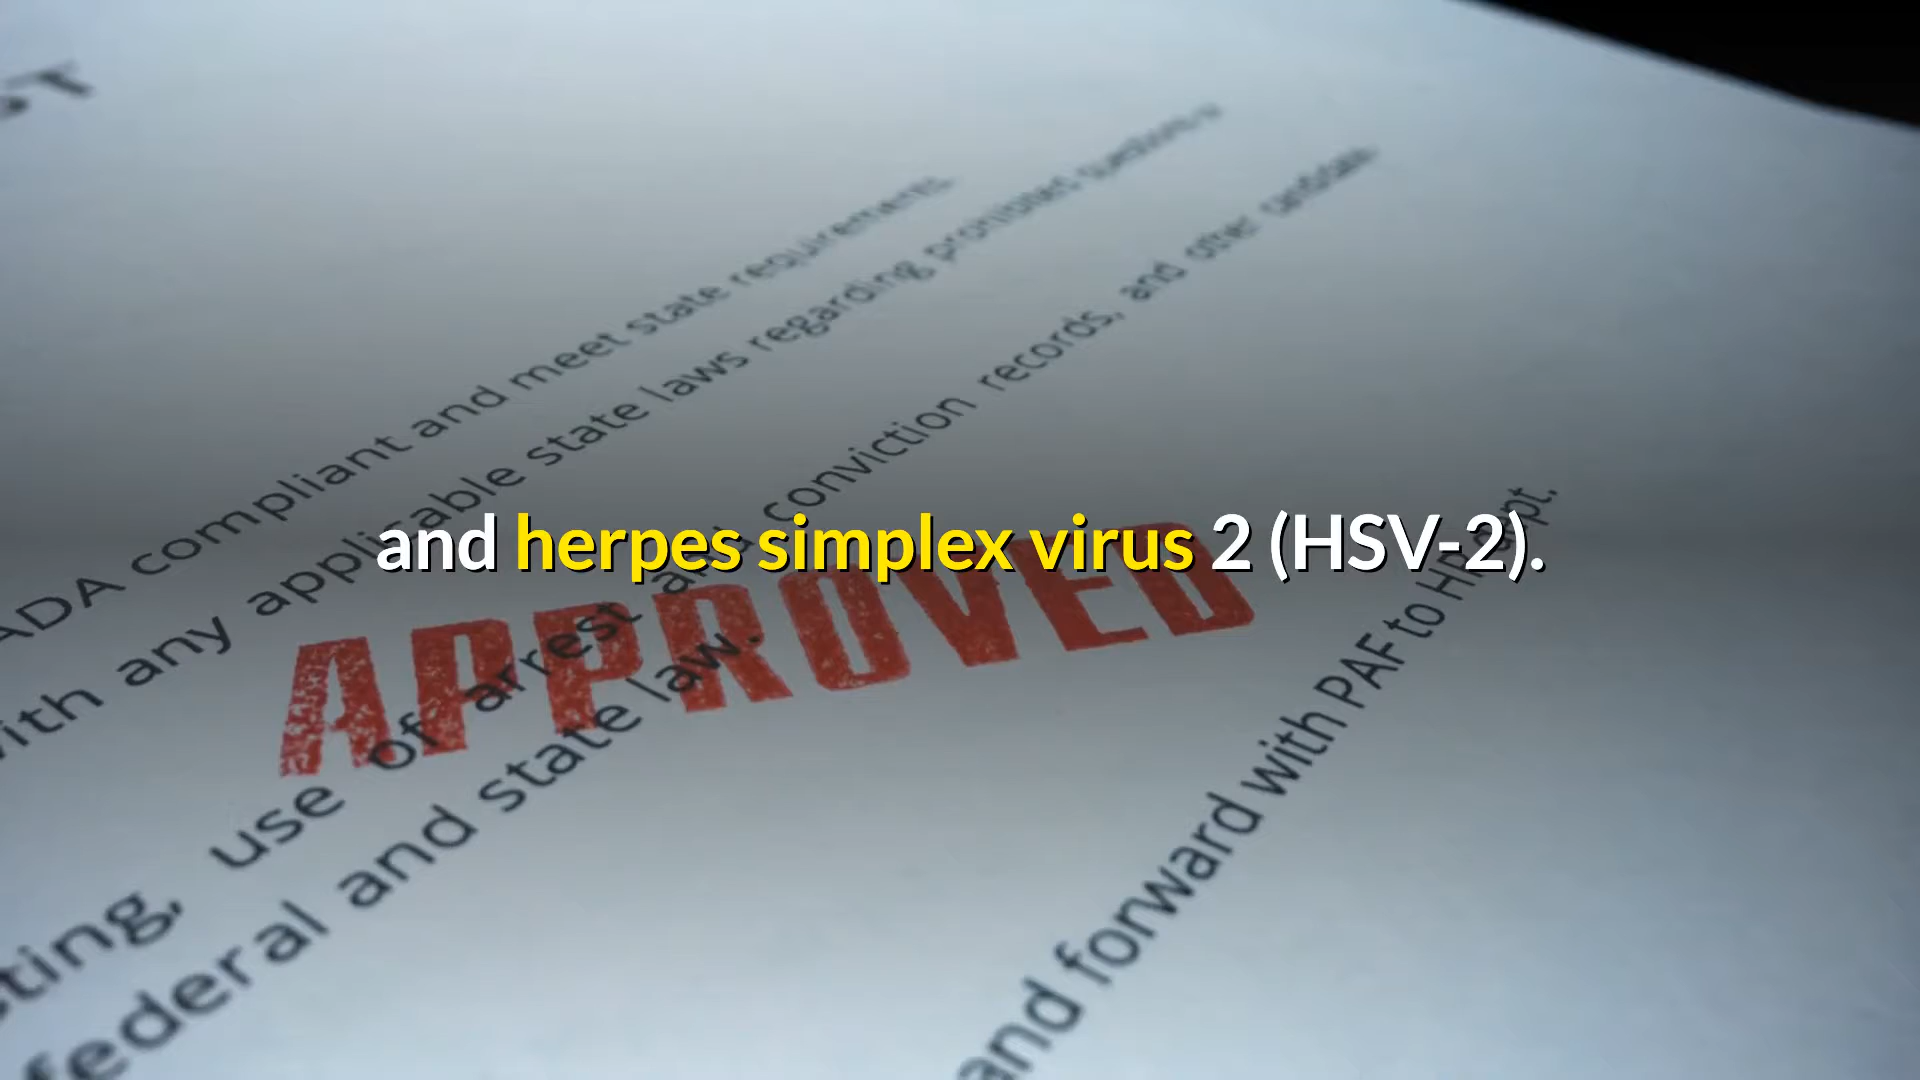 ST
ADA compliant and meet state requirements.
with any applicable state laws regarding prohibited questions
use of arrest and conviction records, and other candidate
federal and state law.
and herpes simplex virus 2 (HSV-2).
APPROVED
and forward with PAF to HR